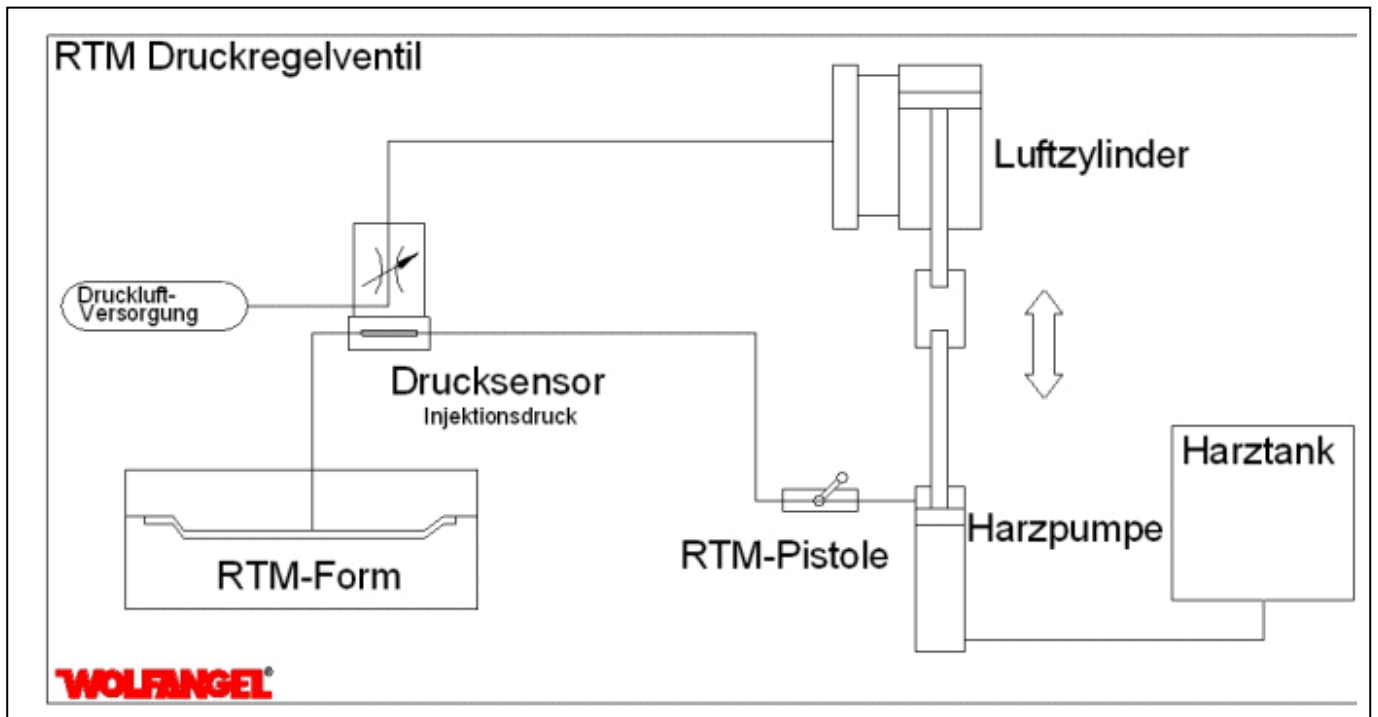 RTM Druckregelventil
Luftzylinder
Druckluft-
Versorgung
Drucksensor
Injektionsdruck
Harztank
RTM-Pistole
Harzpumpe
RTM-Form
WOLFANGEL®